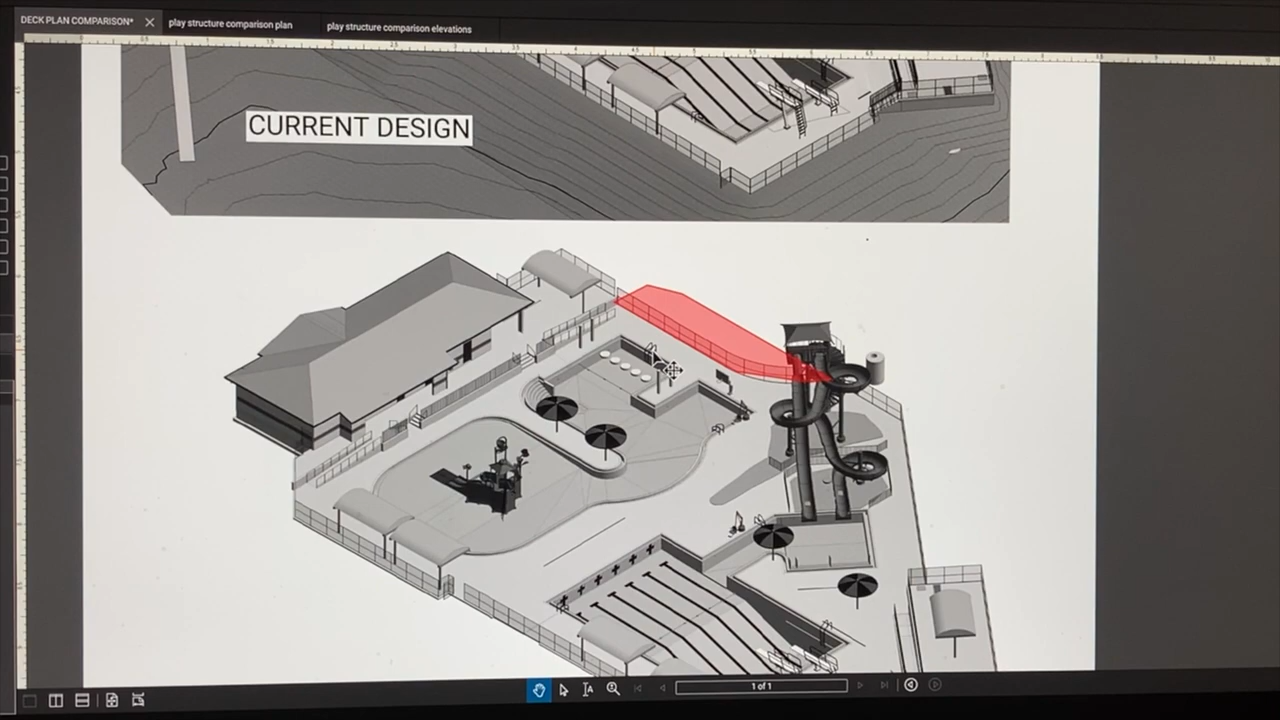 DECK PLAN COMPARISON*
play structure comparison plan
play structure comparison elevations
CURRENT DESIGN
1 of 1